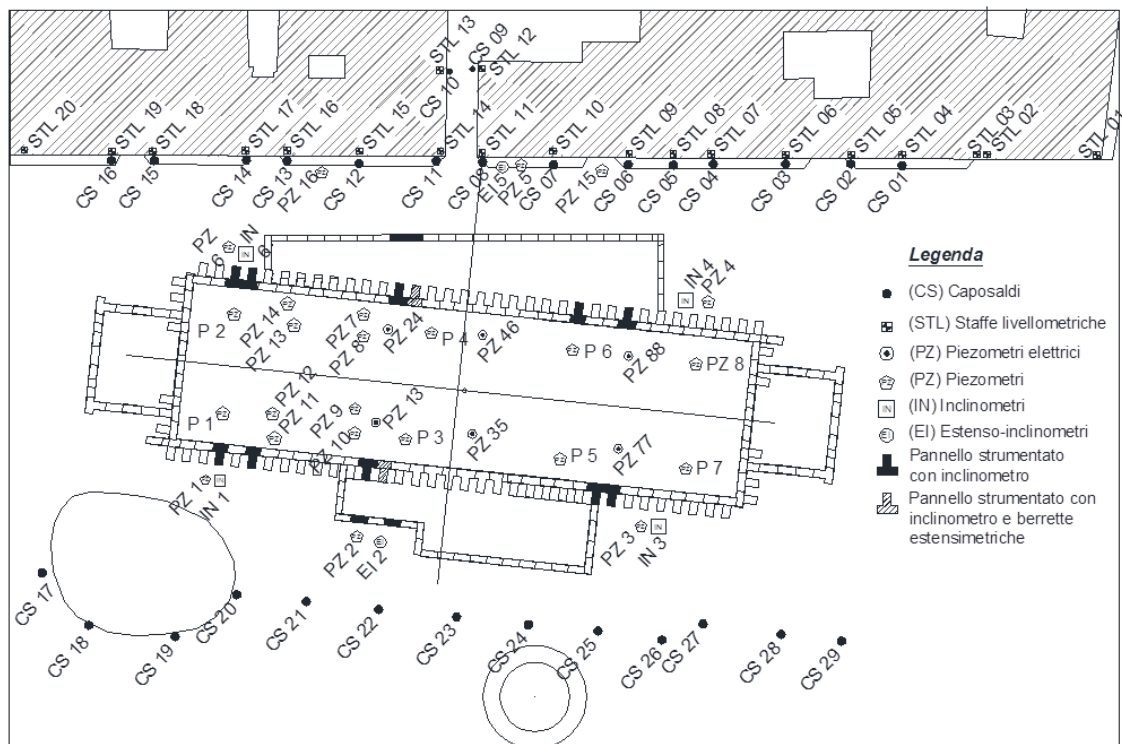 STL 13
CS 09
STL 12
CS 10
STL 20
STL 19
STL 18
STL 17
STL 16
STL 15
STL 14
STL 11
STL 10
STL 09
STL 08
STL 07
STL 06
STL 05
STL 04
STL 03
STL 02
STL 01
CS 16
CS 15
CS 14
CS 13
PZ 16
CS 12
CS 11
CS 08
EI 5
PZ 5
CS 07
PZ 15
CS 06
CS 05
CS 04
CS 03
CS 02
CS 01
PZ 6
IN 6
IN 4
PZ 4
P 2
PZ 14
PZ 13
PZ 7
PZ 8
PZ 24
P 4
PZ 46
P 6
PZ 88
PZ 8
P 1
PZ 12
PZ 11
PZ 9
PZ 10
PZ 13
P 3
PZ 35
P 5
PZ 77
P 7
PZ 1
IN 1
PZ 2
EI 2
PZ 3
IN 3
CS 17
CS 18
CS 19
CS 20
CS 21
CS 22
CS 23
CS 24
CS 25
CS 26
CS 27
CS 28
CS 29
Legenda
(CS) Caposaldi
(STL) Staffe livellometriche
(PZ) Piezometri elettrici
(PZ) Piezometri
(IN) Inclinometri
(EI) Estenso-inclinometri
Pannello strumentato
con inclinometro
Pannello strumentato con
inclinometro e berrette
estensimetriche